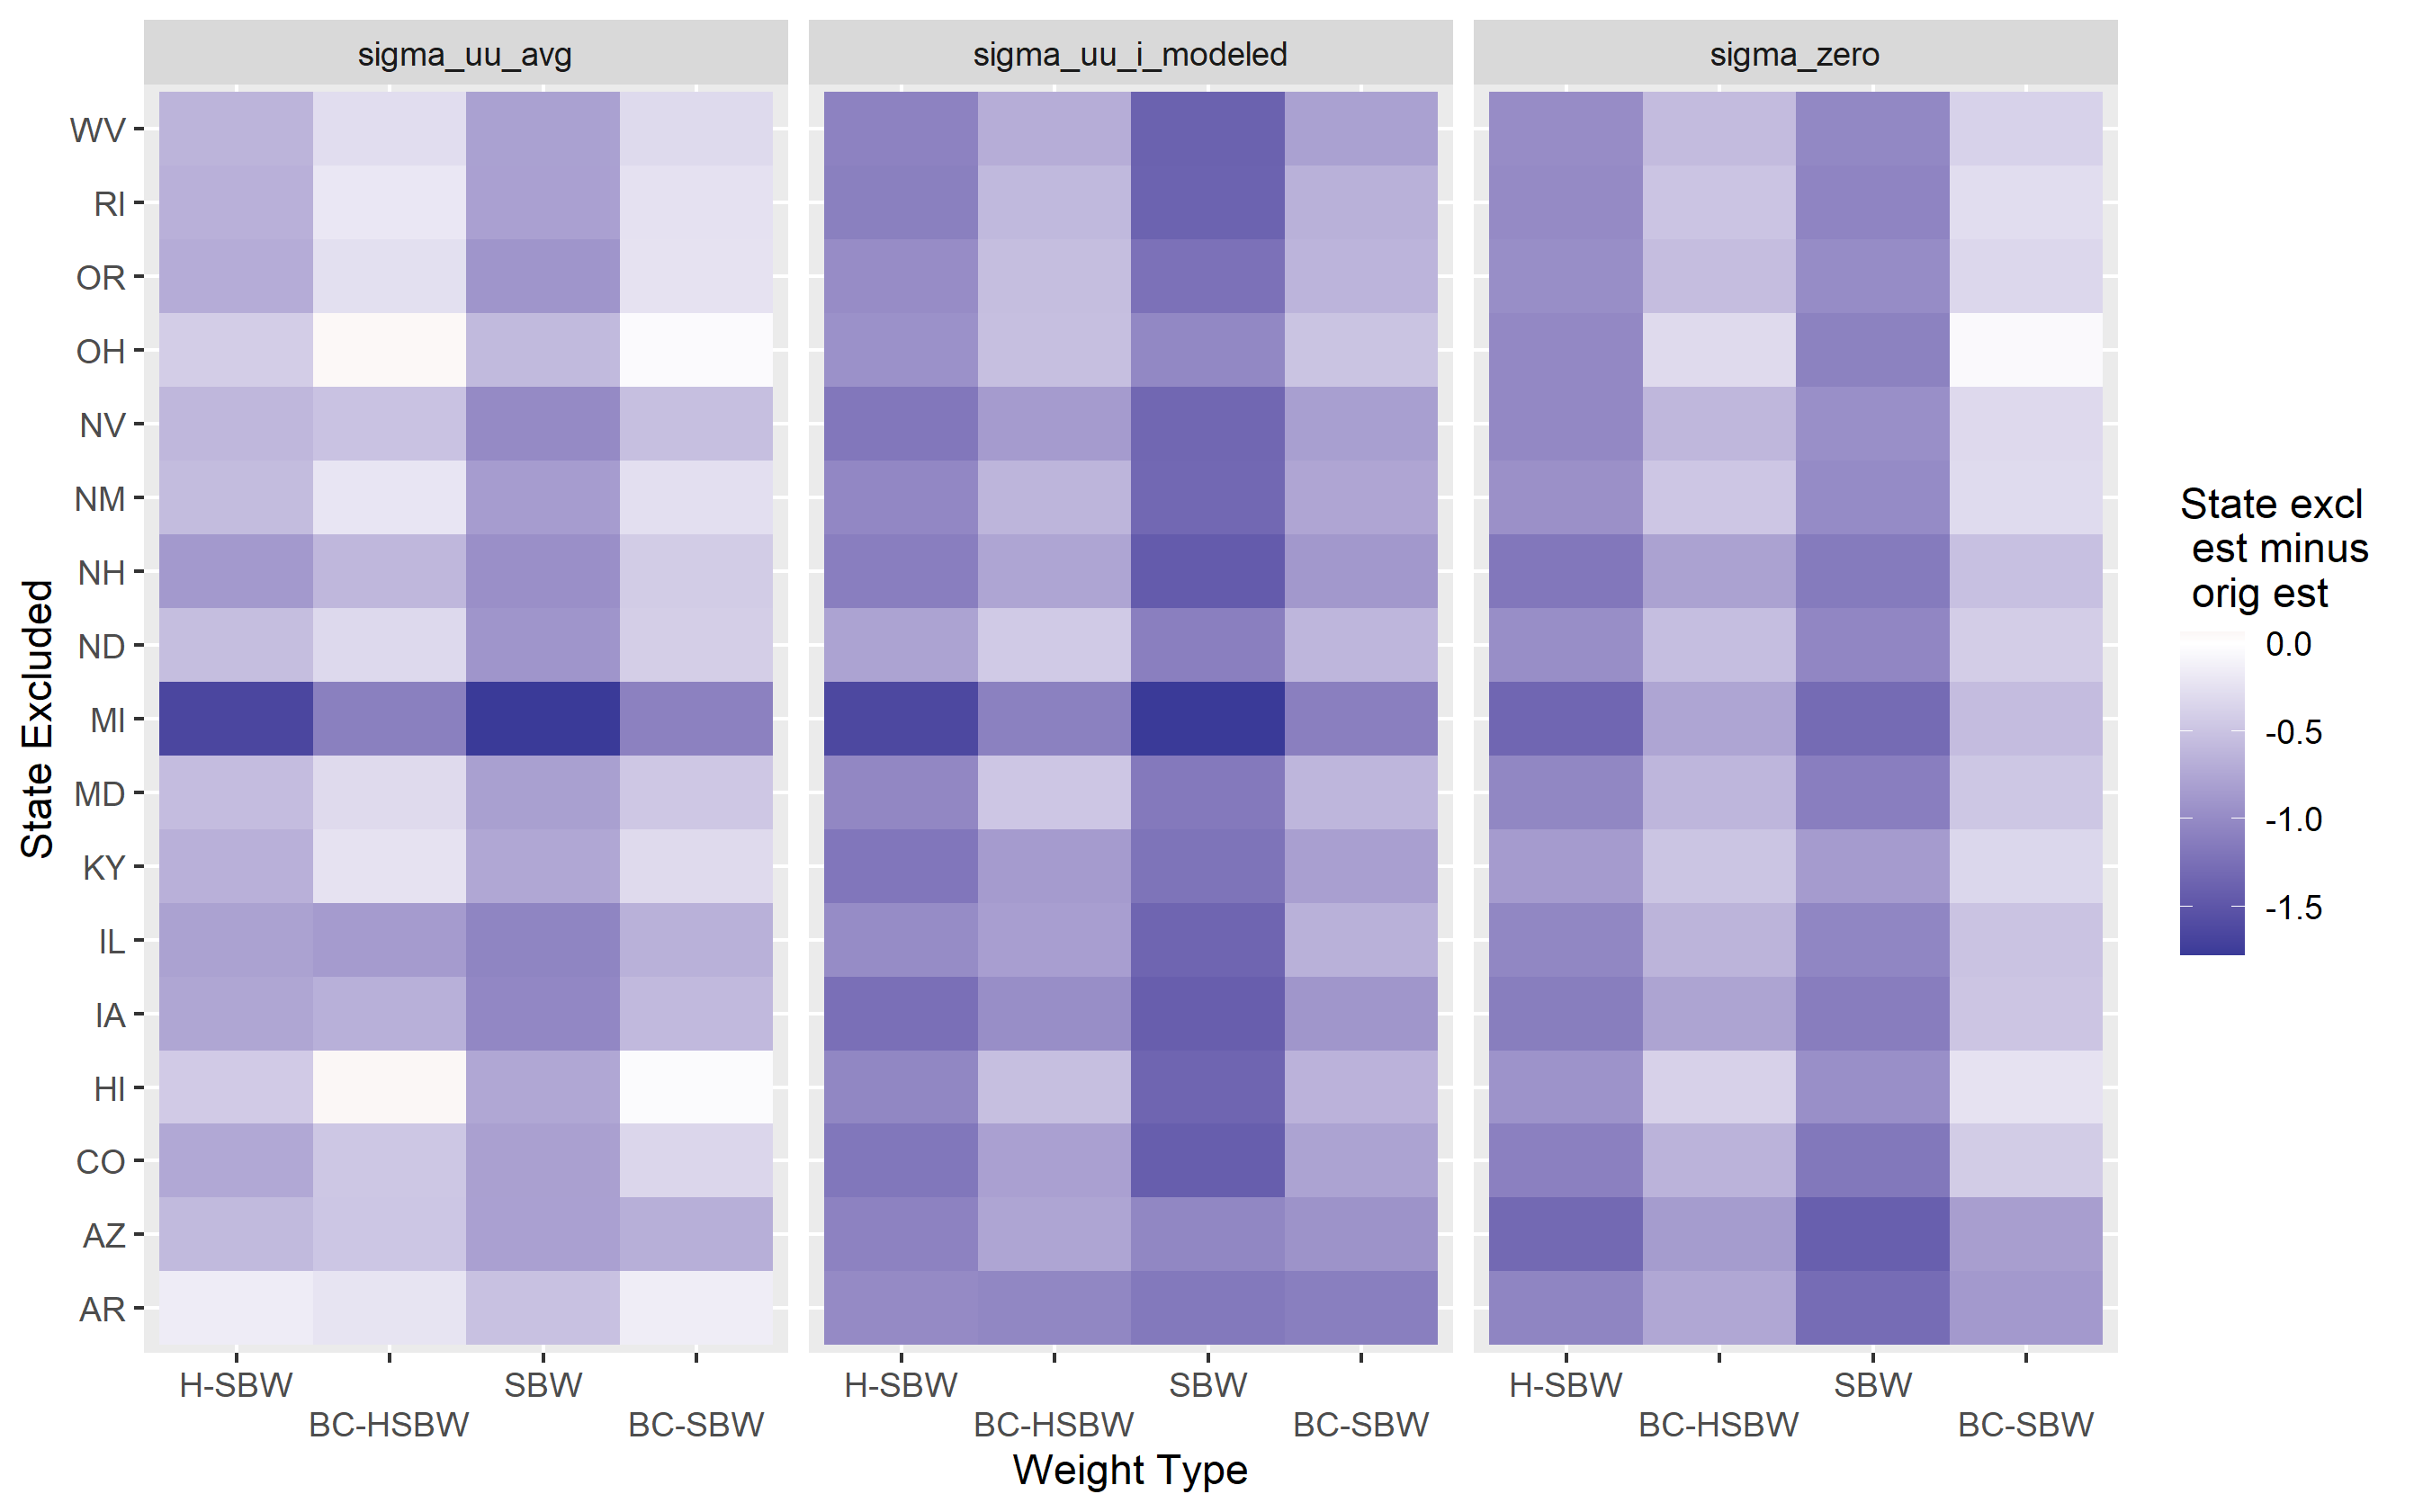 sigma_uu_avg
sigma_uu_i_modeled
sigma_zero
State Excluded
WV
RI
OR
OH
NV
NM
NH
ND
MI
MD
KY
IL
IA
HI
CO
AZ
AR
H-SBW
BC-HSBW
SBW
BC-SBW
H-SBW
BC-HSBW
SBW
BC-SBW
H-SBW
BC-HSBW
SBW
BC-SBW
Weight Type
State excl
est minus
orig est
0.0
-0.5
-1.0
-1.5